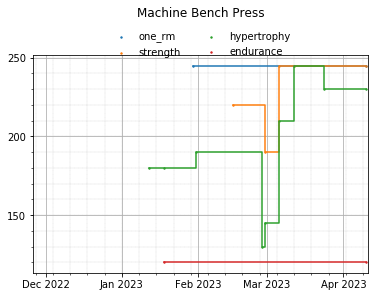 Machine Bench Press
one_rm hypertrophy
strength endurance
250
200
150
Dec 2022 Jan 2023 Feb 2023 Mar 2023 Apr 2023